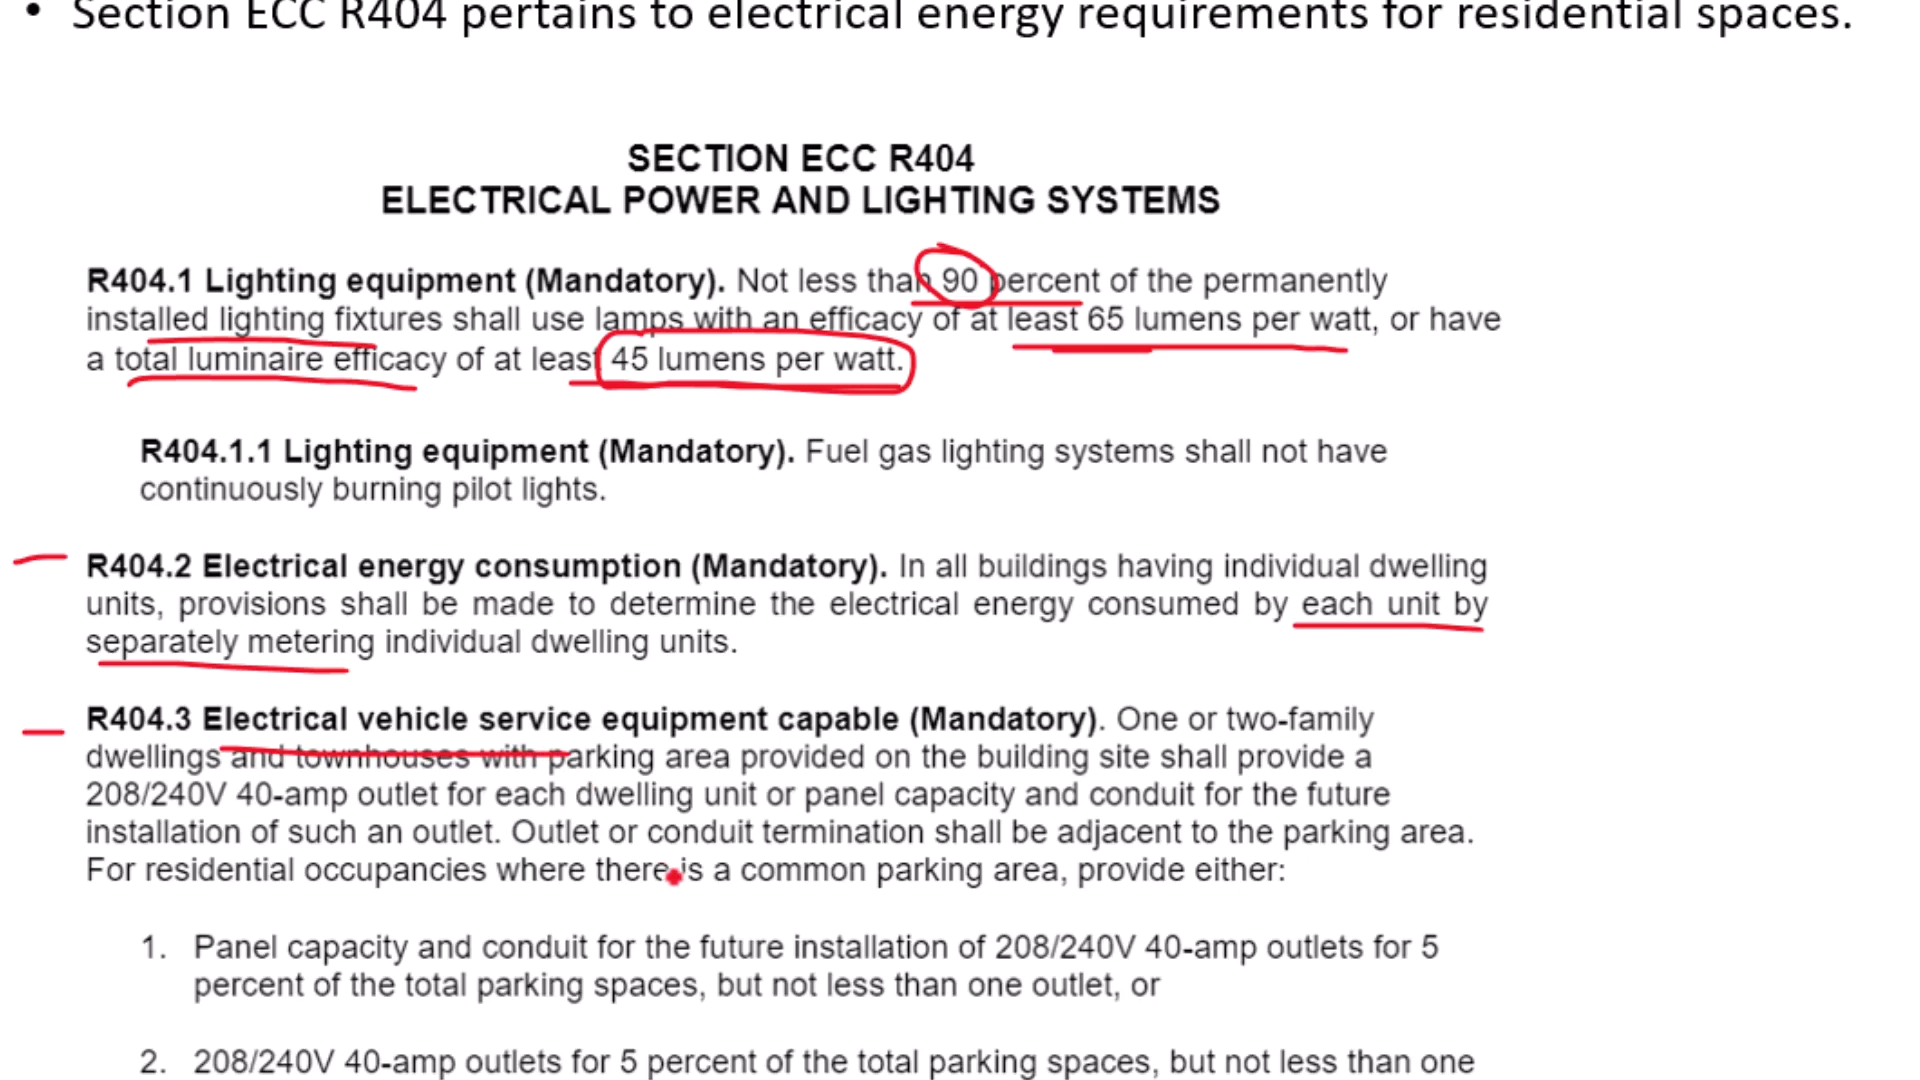 • Section ECC R404 pertains to electrical energy requirements for residential spaces.
SECTION ECC R404
ELECTRICAL POWER AND LIGHTING SYSTEMS
R404.1 Lighting equipment (Mandatory). Not less than 90 percent of the permanently
installed lighting fixtures shall use lamps with an efficacy of at least 65 lumens per watt, or have
a total luminaire efficacy of at least 45 lumens per watt.
R404.1.1 Lighting equipment (Mandatory). Fuel gas lighting systems shall not have
continuously burning pilot lights.
R404.2 Electrical energy consumption (Mandatory). In all buildings having individual dwelling
units, provisions shall be made to determine the electrical energy consumed by each unit by
separately metering individual dwelling units.
R404.3 Electrical vehicle service equipment capable (Mandatory). One or two-family
dwellings and townhouses with parking area provided on the building site shall provide a
208/240V 40-amp outlet for each dwelling unit or panel capacity and conduit for the future
installation of such an outlet. Outlet or conduit termination shall be adjacent to the parking area.
For residential occupancies where there is a common parking area, provide either:
1. Panel capacity and conduit for the future installation of 208/240V 40-amp outlets for 5
percent of the total parking spaces, but not less than one outlet, or
2. 208/240V 40-amp outlets for 5 percent of the total parking spaces, but not less than one